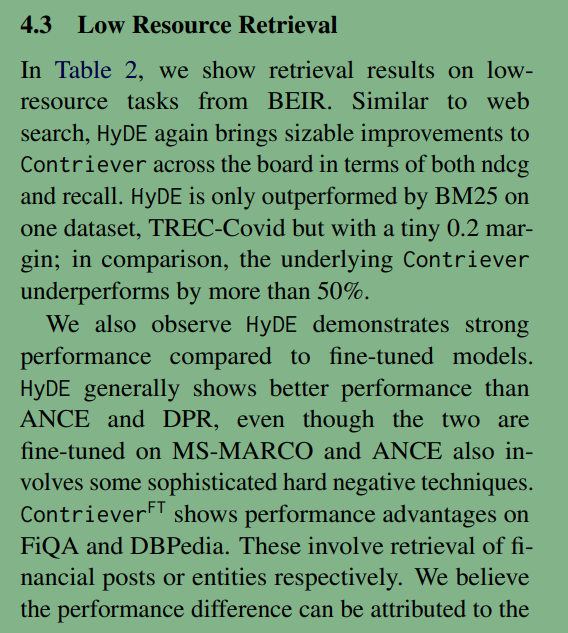 4.3 Low Resource Retrieval
In Table 2, we show retrieval results on low-
resource tasks from BEIR. Similar to web
search, HyDE again brings sizable improvements to
Contriever across the board in terms of both ndcg
and recall. HyDE is only outperformed by BM25 on
one dataset, TREC-Covid but with a tiny 0.2 mar-
gin; in comparison, the underlying Contriever
underperforms by more than 50%.
We also observe HyDE demonstrates strong
performance compared to fine-tuned models.
HyDE generally shows better performance than
ANCE and DPR, even though the two are
fine-tuned on MS-MARCO and ANCE also in-
volves some sophisticated hard negative techniques.
Contriever^FT shows performance advantages on
FiQA and DBPedia. These involve retrieval of fi-
nancial posts or entities respectively. We believe
the performance difference can be attributed to the